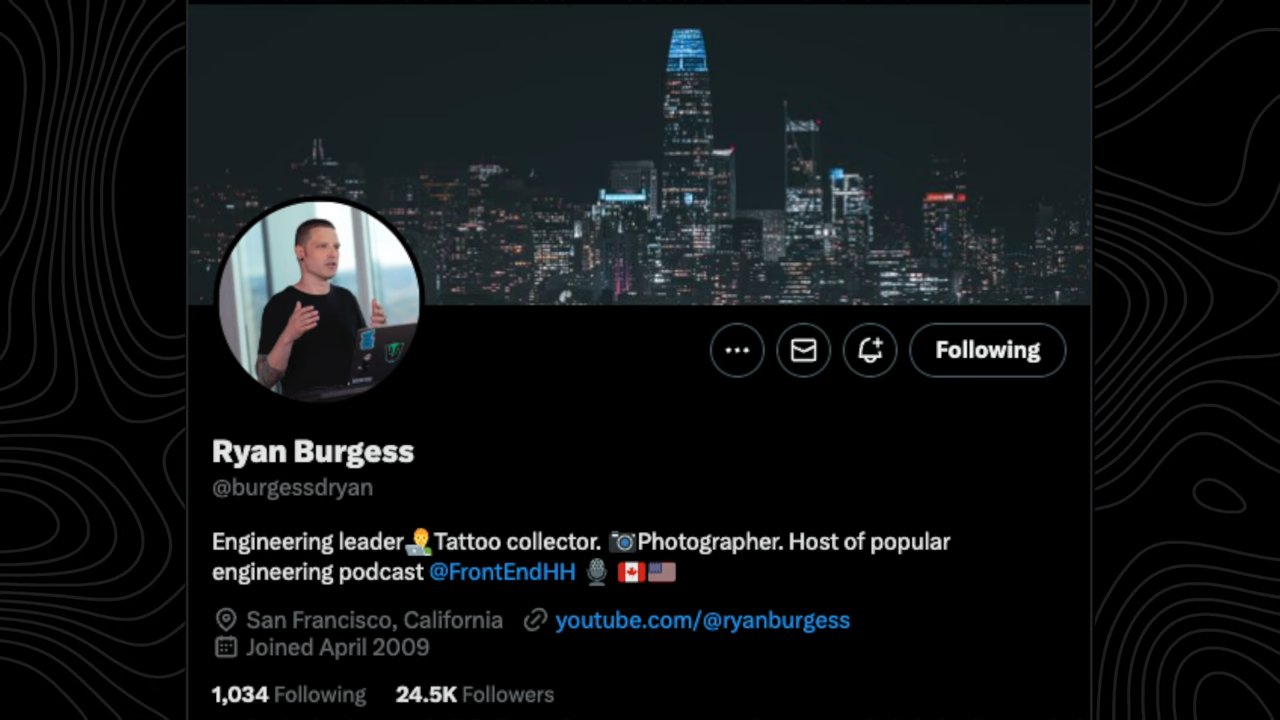 Following
Ryan Burgess
@burgessdryan
Engineering leader👨‍💻Tattoo collector. 📷Photographer. Host of popular
engineering podcast @FrontEndHH 🎙️ 🇨🇦🇺🇸
San Francisco, California youtube.com/@ryanburgess
Joined April 2009
1,034 Following 24.5K Followers